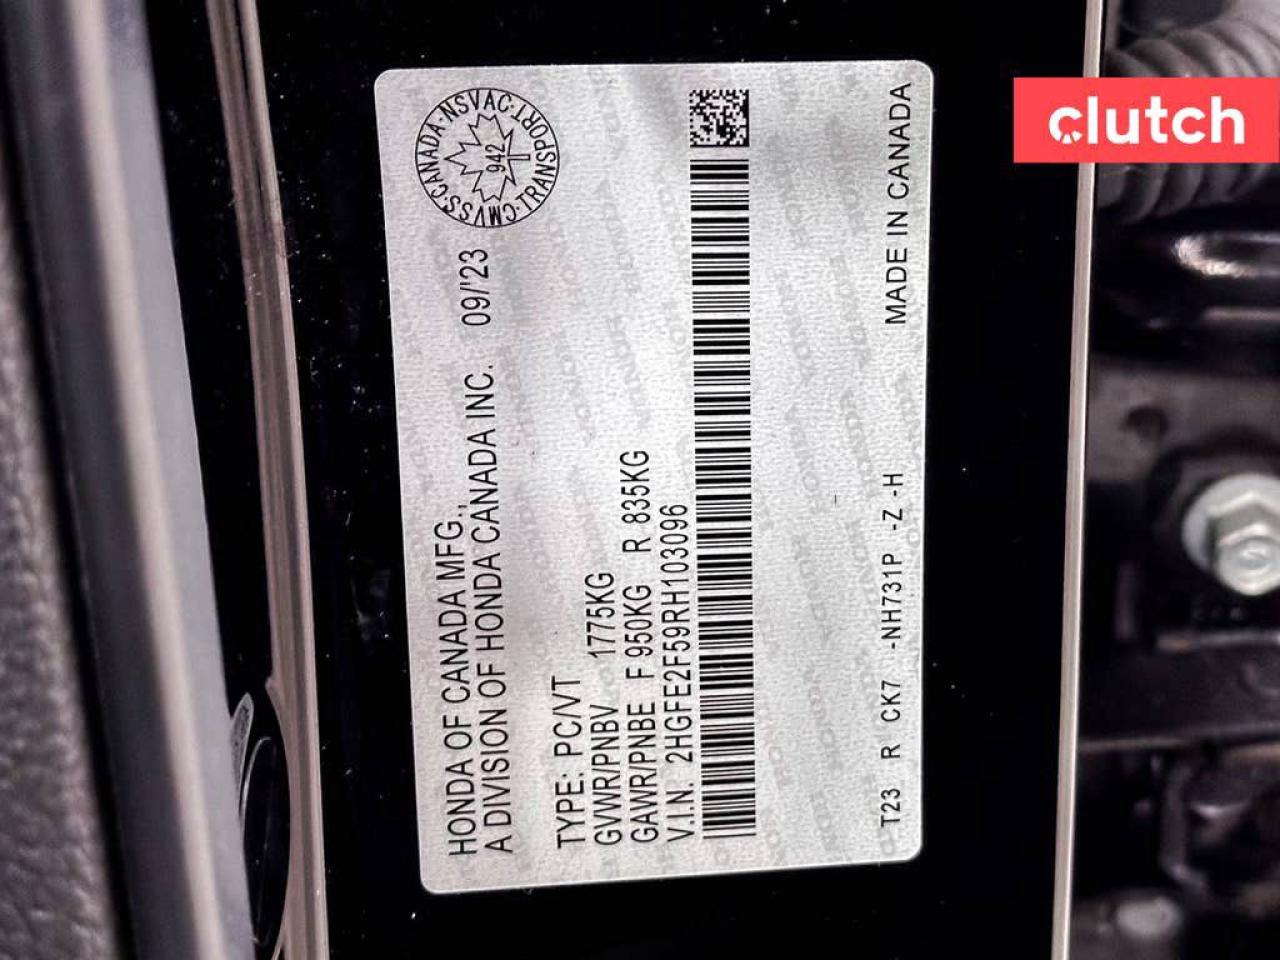 clutch
HONDA OF CANADA MFG.,
A DIVISION OF HONDA CANADA INC. 09/'23
CMVSS·CANADA·NSVAC·TRANSPORT·
942
TYPE: PC/VT
GVWR/PNBV 1775KG
GAWR/PNBE F 950KG R 835KG
V.I.N. 2HGFE2F59RH103096
T23 R CK7 -NH731P -Z -H MADE IN CANADA